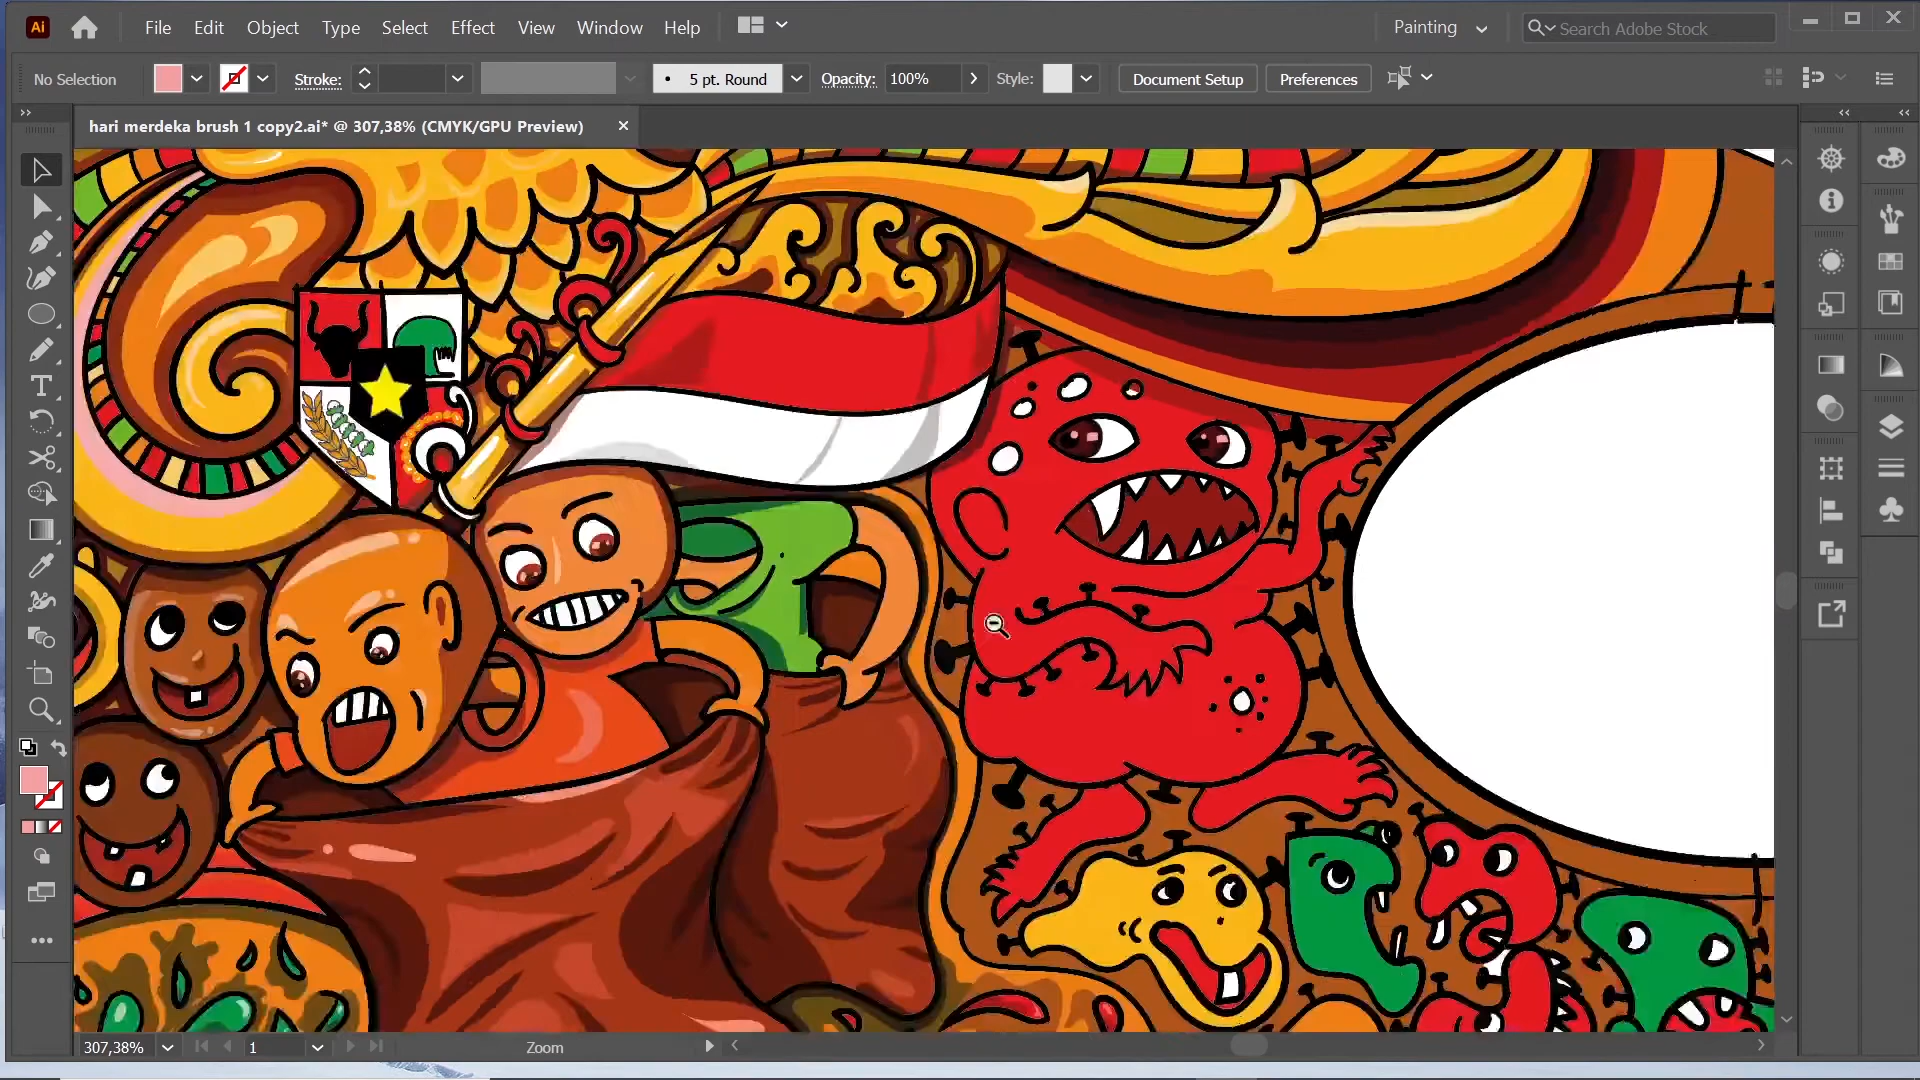 Ai
File Edit Object Type Select Effect View Window Help
Painting
Search Adobe Stock
No Selection
Stroke:
5 pt. Round
Opacity: 100%
Style:
Document Setup
Preferences
hari merdeka brush 1 copy2.ai* @ 307,38% (CMYK/GPU Preview)
307,38%
1
Zoom